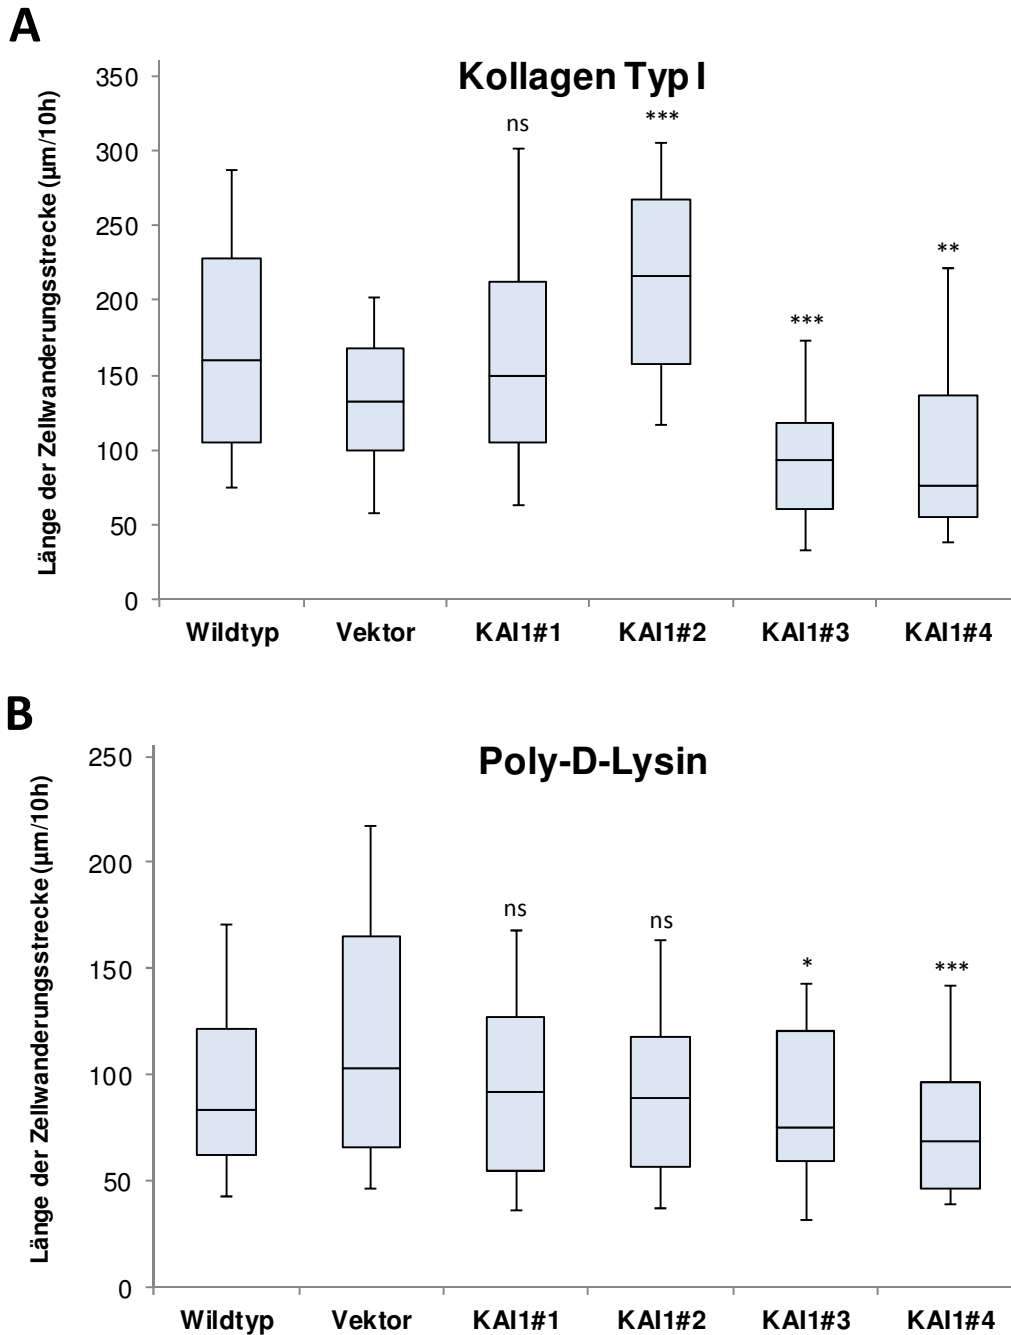 A
Kollagen Typ I
Länge der Zellwanderungsstrecke (µm/10h)
350
300
250
200
150
100
50
0
ns
***
***
**
Wildtyp Vektor KAI1#1 KAI1#2 KAI1#3 KAI1#4
B
Poly-D-Lysin
Länge der Zellwanderungsstrecke (µm/10h)
250
200
150
100
50
0
ns
ns
*
***
Wildtyp Vektor KAI1#1 KAI1#2 KAI1#3 KAI1#4